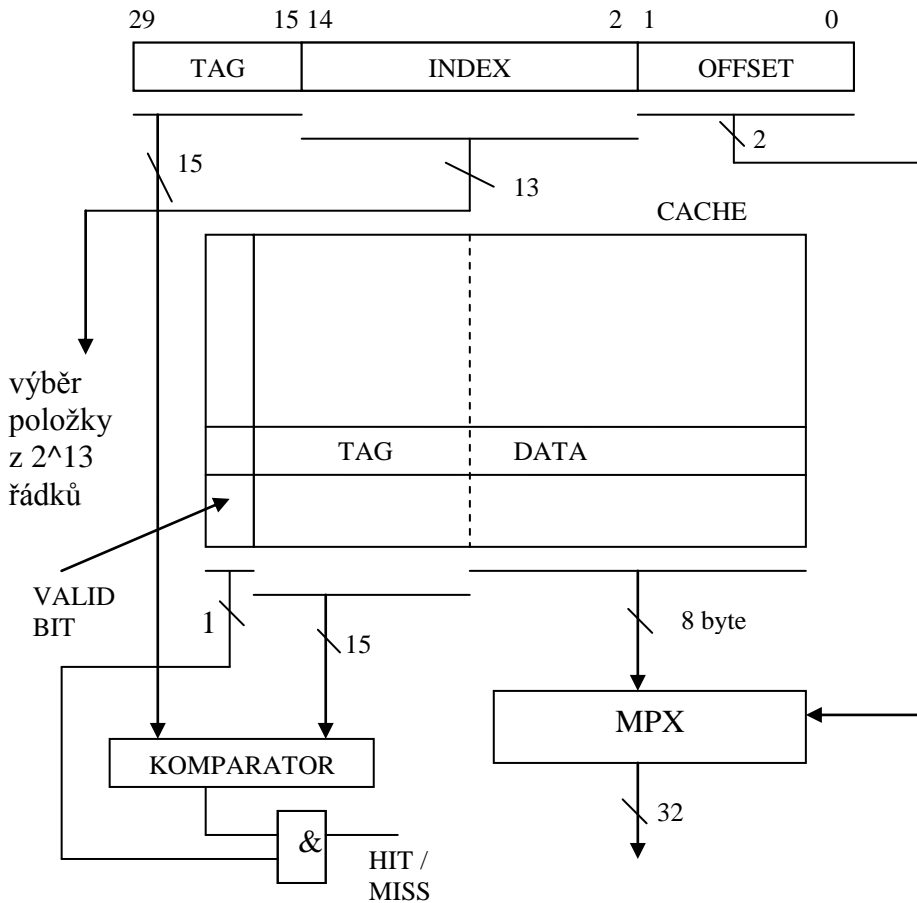 29 15 14 2 1 0
TAG INDEX OFFSET
15
13
2
CACHE
výběr
položky
z 2^13
řádků
TAG DATA
VALID
BIT
1
15
8 byte
MPX
KOMPARATOR
32
&
HIT /
MISS